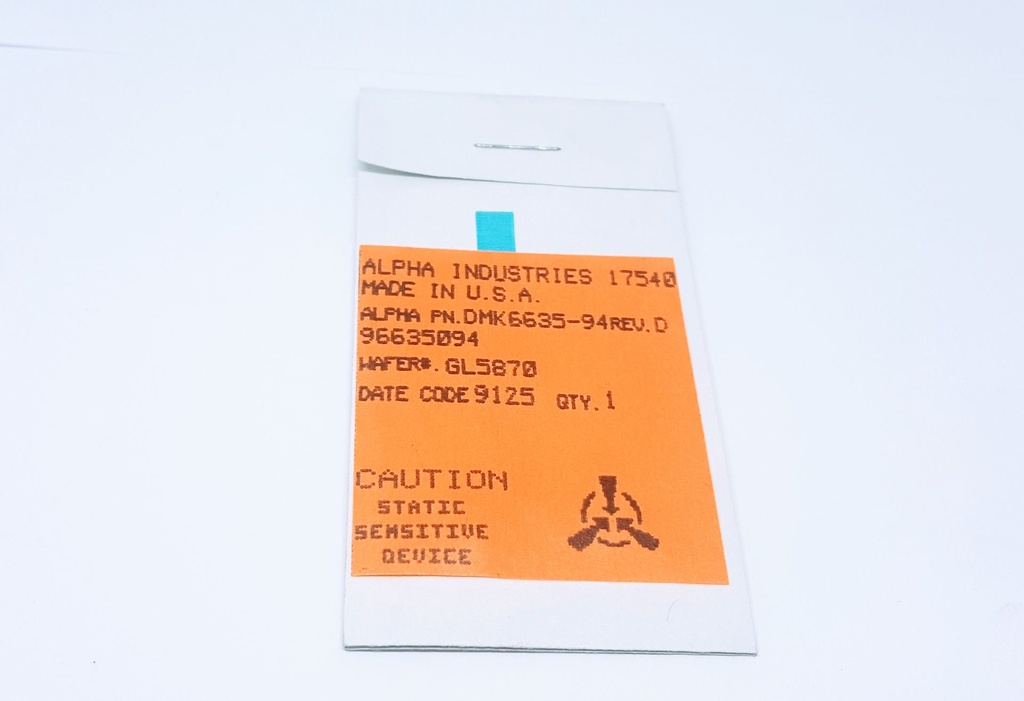 ALPHA INDUSTRIES 17540
MADE IN U.S.A.
ALPHA PN.DMK6635-94REV.D
96635094
WAFER#.GL5870
DATE CODE 9125 QTY.1
CAUTION
STATIC
SENSITIVE
DEVICE